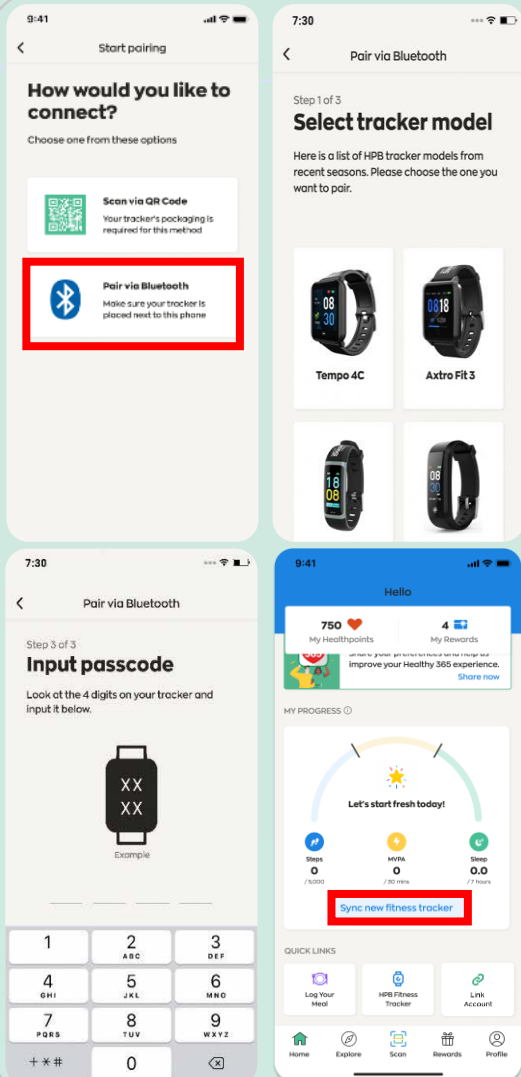 9:41
Start pairing
How would you like to
connect?
Choose one from these options
Scan via QR Code
Your tracker's packaging is
required for this method
Pair via Bluetooth
Make sure your tracker is
placed next to this phone
7:30
Pair via Bluetooth
Step 1 of 3
Select tracker model
Here is a list of HPB tracker models from
recent seasons. Please choose the one you
want to pair.
08
30
0818
Tempo 4C
Axtro Fit 3
18
08
08
30
7:30
Pair via Bluetooth
Step 3 of 3
Input passcode
Look at the 4 digits on your tracker and
input it below.
XX
XX
Example
1
2
ABC
3
DEF
4
GHI
5
JKL
6
MNO
7
PQRS
8
TUV
9
WXYZ
+*#
0
9:41
Hello
750
My Healthpoints
4
My Rewards
365
share your preferences and help us
improve your Healthy 365 experience.
Share now
MY PROGRESS
Let's start fresh today!
Steps
0
/ 5,000
MVPA
0
/ 30 mins
Sleep
0.0
/ 7 hours
Sync new fitness tracker
QUICK LINKS
Log Your
Meal
HPB Fitness
Tracker
Link
Account
Home
Explore
Scan
Rewards
Profile